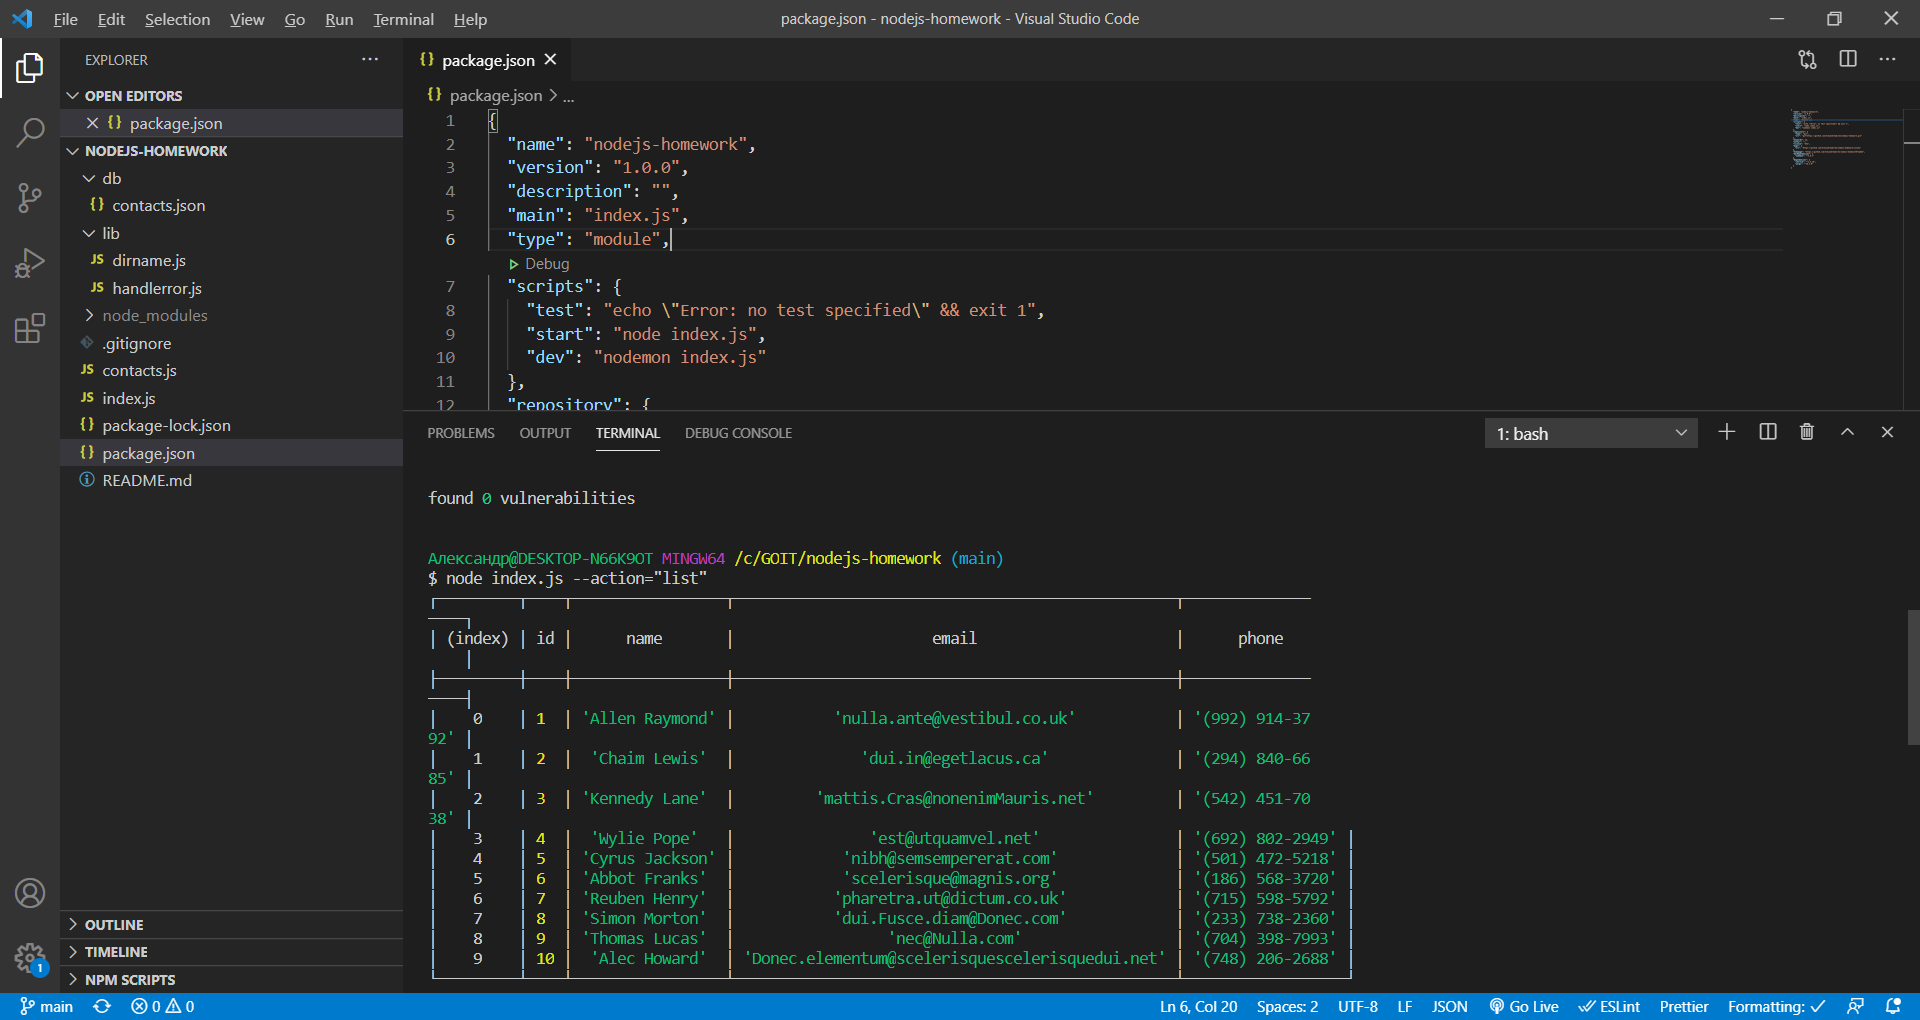 File Edit Selection View Go Run Terminal Help
package.json - nodejs-homework - Visual Studio Code
EXPLORER
OPEN EDITORS
{} package.json
NODEJS-HOMEWORK
db
{} contacts.json
lib
JS dirname.js
JS handlerror.js
node_modules
.gitignore
JS contacts.js
JS index.js
{} package-lock.json
{} package.json
README.md
OUTLINE
TIMELINE
NPM SCRIPTS
1
{} package.json
{} package.json > ...
1 {
2 "name": "nodejs-homework",
3 "version": "1.0.0",
4 "description": "",
5 "main": "index.js",
6 "type": "module",
Debug
7 "scripts": {
8 "test": "echo \"Error: no test specified\" && exit 1",
9 "start": "node index.js",
10 "dev": "nodemon index.js"
11 },
12 "repository": {
PROBLEMS OUTPUT TERMINAL DEBUG CONSOLE
1: bash
found 0 vulnerabilities
Александр@DESKTOP-N66K9OT MINGW64 /c/GOIT/nodejs-homework (main)
$ node index.js --action="list"
│ (index) │ id │ name │ email │ phone
│
│ 0 │ 1 │ 'Allen Raymond' │ 'nulla.ante@vestibul.co.uk' │ '(992) 914-37
92' │
│ 1 │ 2 │ 'Chaim Lewis' │ 'dui.in@egetlacus.ca' │ '(294) 840-66
85' │
│ 2 │ 3 │ 'Kennedy Lane' │ 'mattis.Cras@nonenimMauris.net' │ '(542) 451-70
38' │
│ 3 │ 4 │ 'Wylie Pope' │ 'est@utquamvel.net' │ '(692) 802-2949' │
│ 4 │ 5 │ 'Cyrus Jackson' │ 'nibh@semsempererat.com' │ '(501) 472-5218' │
│ 5 │ 6 │ 'Abbot Franks' │ 'scelerisque@magnis.org' │ '(186) 568-3720' │
│ 6 │ 7 │ 'Reuben Henry' │ 'pharetra.ut@dictum.co.uk' │ '(715) 598-5792' │
│ 7 │ 8 │ 'Simon Morton' │ 'dui.Fusce.diam@Donec.com' │ '(233) 738-2360' │
│ 8 │ 9 │ 'Thomas Lucas' │ 'nec@Nulla.com' │ '(704) 398-7993' │
│ 9 │ 10 │ 'Alec Howard' │ 'Donec.elementum@scelerisquescelerisquedui.net' │ '(748) 206-2688' │
main 0 0 Ln 6, Col 20 Spaces: 2 UTF-8 LF JSON Go Live ESLint Prettier Formatting: ✓